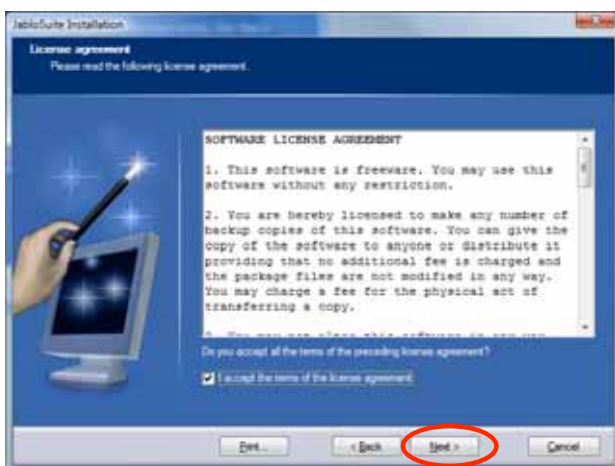 JabloSuite Installation
License agreement
Please read the following license agreement.
SOFTWARE LICENSE AGREEMENT
1. This software is freeware. You may use this
software without any restriction.
2. You are hereby licensed to make any number of
backup copies of this software. You can give the
copy of the software to anyone or distribute it
providing that no additional fee is charged and
the package files are not modified in any way.
You may charge a fee for the physical act of
transferring a copy.
Do you accept all the terms of the preceding license agreement?
I accept the terms of the license agreement
Print...
< Back
Next >
Cancel